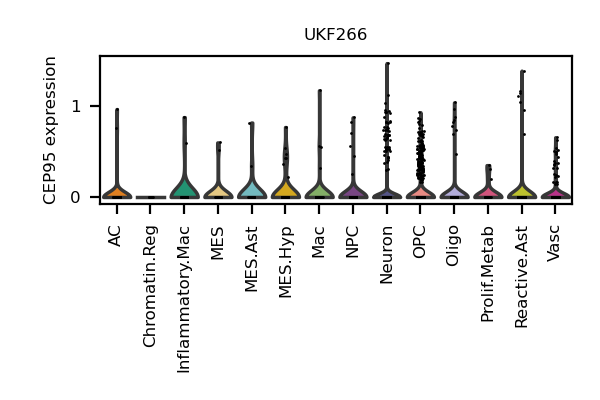 UKF266
CEP95 expression
1
0
AC
Chromatin.Reg
Inflammatory.Mac
MES
MES.Ast
MES.Hyp
Mac
NPC
Neuron
OPC
Oligo
Prolif.Metab
Reactive.Ast
Vasc